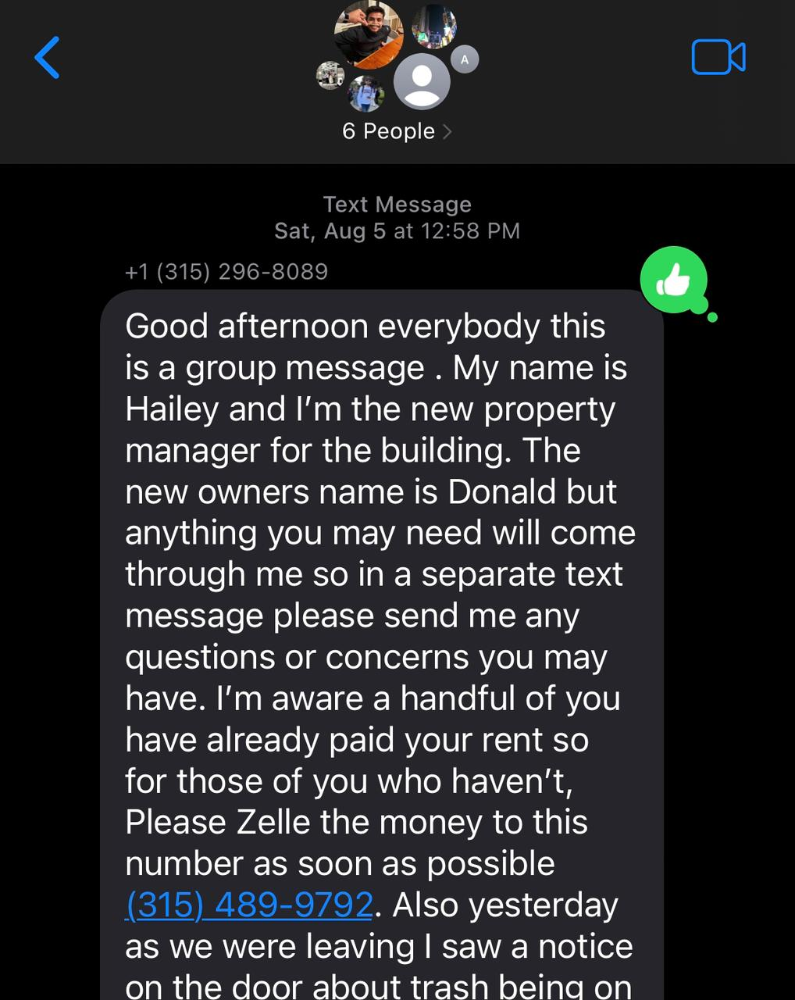 A
6 People >
Text Message
Sat, Aug 5 at 12:58 PM
+1 (315) 296-8089
Good afternoon everybody this
is a group message . My name is
Hailey and I’m the new property
manager for the building. The
new owners name is Donald but
anything you may need will come
through me so in a separate text
message please send me any
questions or concerns you may
have. I’m aware a handful of you
have already paid your rent so
for those of you who haven’t,
Please Zelle the money to this
number as soon as possible
(315) 489-9792. Also yesterday
as we were leaving I saw a notice
on the door about trash being on